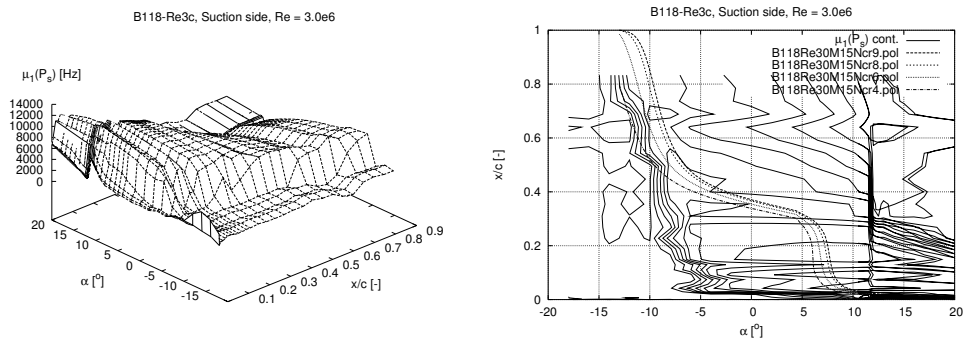 B118-Re3c, Suction side, Re = 3.0e6
μ1(Ps) [Hz]
14000
12000
10000
8000
6000
4000
2000
0
20
15
10
5
0
-5
-10
-15
α [°]
0.1
0.2
0.3
0.4
0.5
0.6
0.7
0.8
0.9
x/c [-]
B118-Re3c, Suction side, Re = 3.0e6
μ1(Ps) cont.
B118Re30M15Ncr9.pol
B118Re30M15Ncr8.pol
B118Re30M15Ncr4.pol
1
0.8
0.6
0.4
0.2
0
x/c [-]
-20 -15 -10 -5 0 5 10 15 20
α [°]